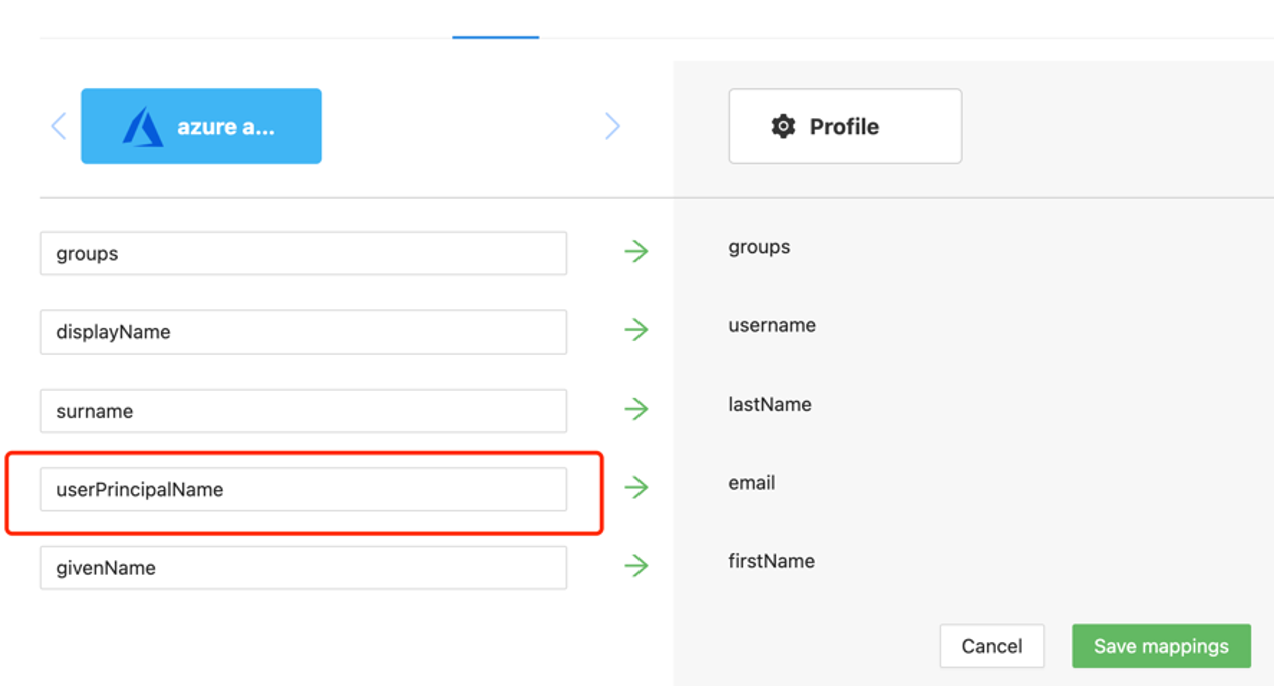 azure a...
Profile
groups
groups
displayName
username
surname
lastName
userPrincipalName
email
givenName
firstName
Cancel
Save mappings